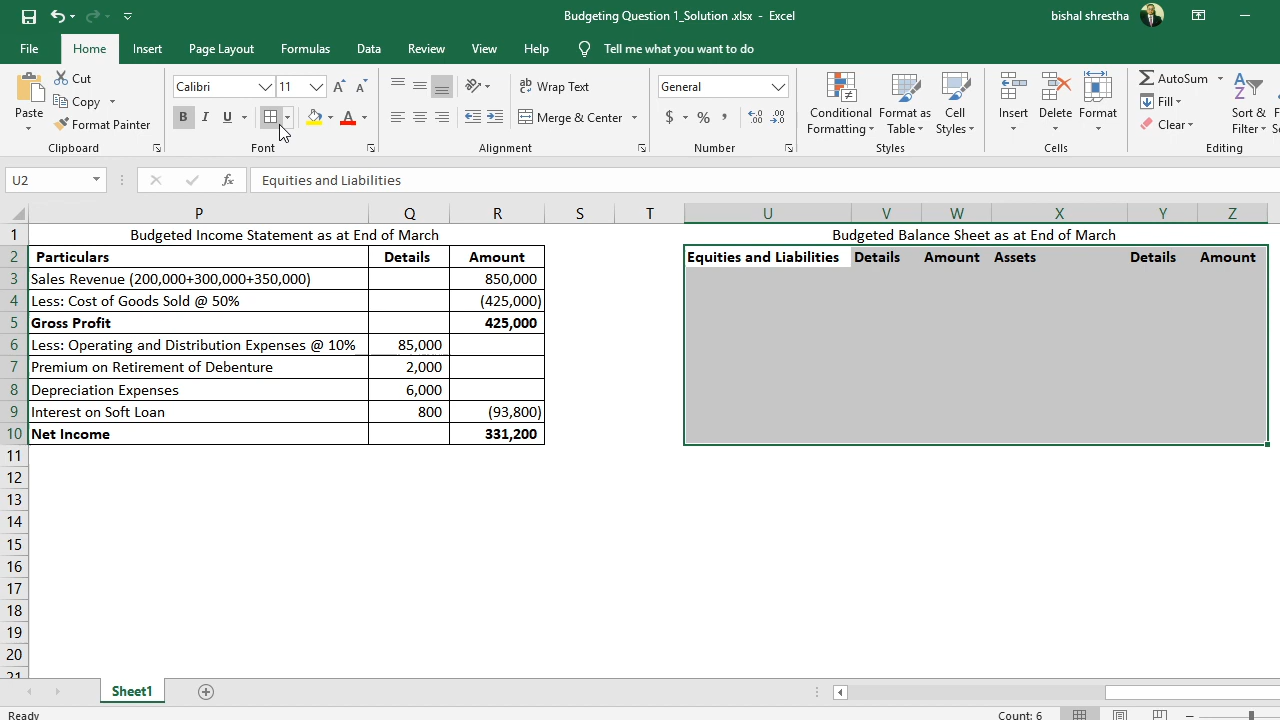 Budgeting Question 1_Solution .xlsx - Excel
bishal shrestha
File Home Insert Page Layout Formulas Data Review View Help Tell me what you want to do
Cut
Copy
Format Painter
Paste
Clipboard
Calibri 11
B I U A
Font
Wrap Text
Merge & Center
Alignment
General
$ % ,
Number
Conditional Formatting
Format as Table
Cell Styles
Styles
Insert Delete Format
Cells
AutoSum
Fill
Clear
Sort &
Filter
Editing
U2 fx Equities and Liabilities
P Q R S T U V W X Y Z
1 Budgeted Income Statement as at End of March Budgeted Balance Sheet as at End of March
2 Particulars Details Amount Equities and Liabilities Details Amount Assets Details Amount
3 Sales Revenue (200,000+300,000+350,000) 850,000
4 Less: Cost of Goods Sold @ 50% (425,000)
5 Gross Profit 425,000
6 Less: Operating and Distribution Expenses @ 10% 85,000
7 Premium on Retirement of Debenture 2,000
8 Depreciation Expenses 6,000
9 Interest on Soft Loan 800 (93,800)
10 Net Income 331,200
11
12
13
14
15
16
17
18
19
20
21
Sheet1
Ready Count: 6